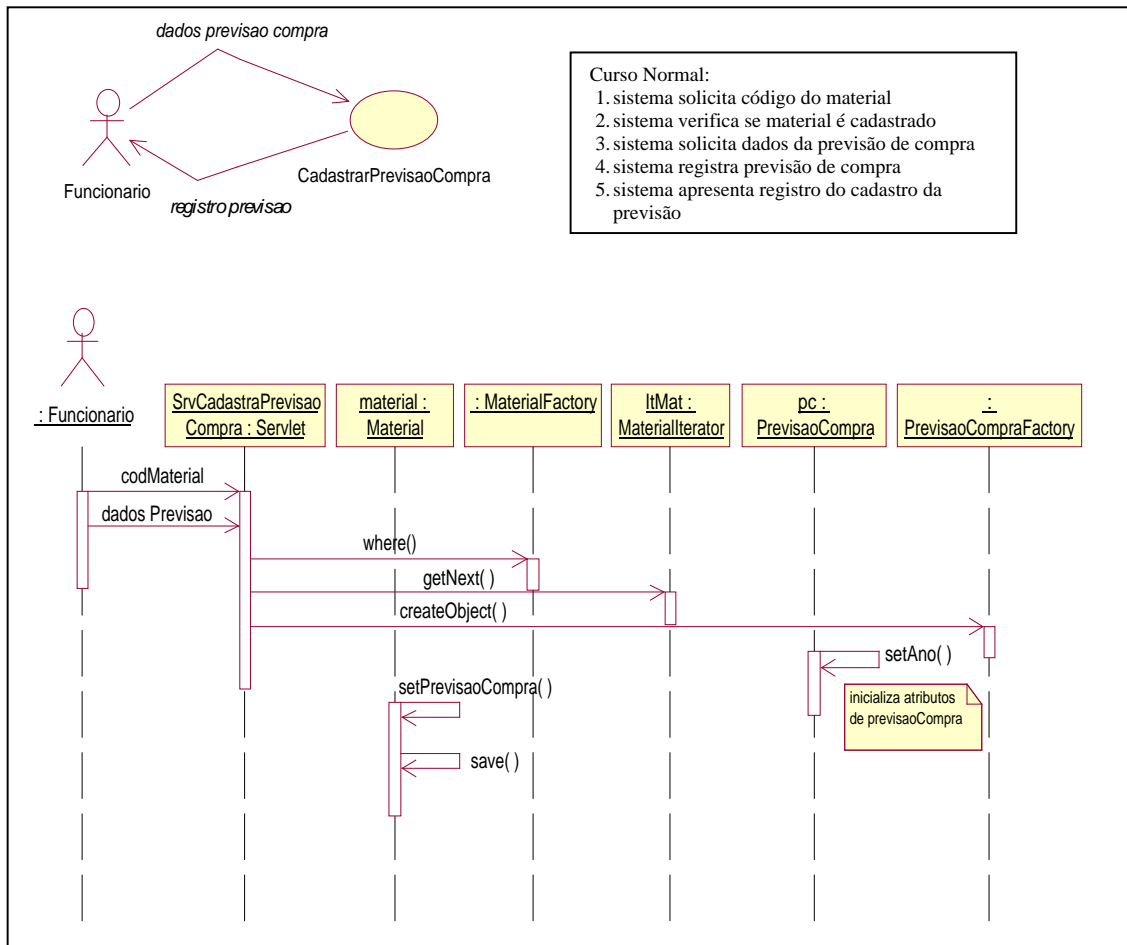 dados previsao compra
Funcionario
CadastrarPrevisaoCompra
registro previsao
Curso Normal:
1. sistema solicita código do material
2. sistema verifica se material é cadastrado
3. sistema solicita dados da previsão de compra
4. sistema registra previsão de compra
5. sistema apresenta registro do cadastro da
previsão
: Funcionario
SrvCadastraPrevisao
Compra : Servlet
material :
Material
: MaterialFactory
ItMat :
MaterialIterator
pc :
PrevisaoCompra
:
PrevisaoCompraFactory
codMaterial
dados Previsao
where()
getNext( )
createObject( )
setAno( )
inicializa atributos
de previsaoCompra
setPrevisaoCompra( )
save( )